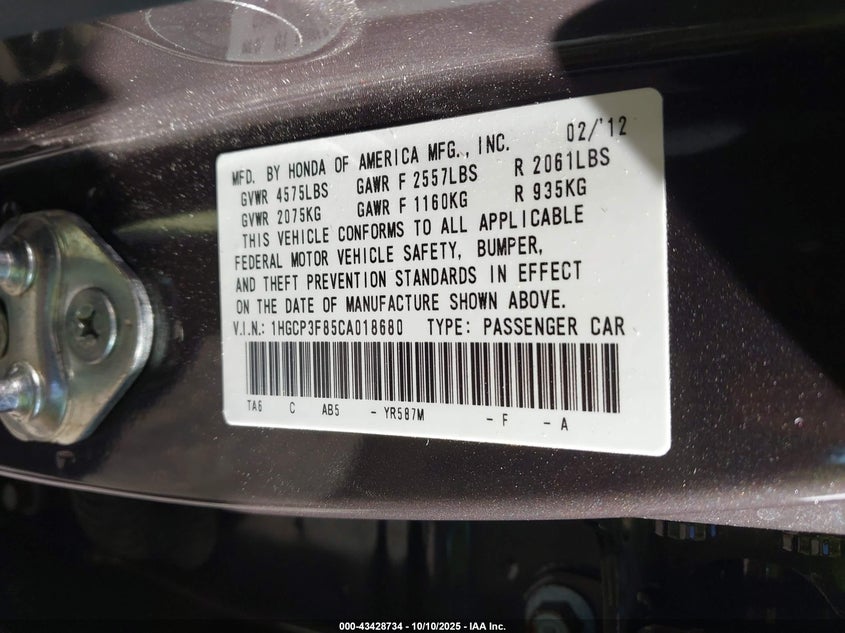 02/'12
MFD. BY HONDA OF AMERICA MFG., INC.
GVWR 4575LBS GAWR F 2557LBS R 2061LBS
GVWR 2075KG GAWR F 1160KG R 935KG
THIS VEHICLE CONFORMS TO ALL APPLICABLE
FEDERAL MOTOR VEHICLE SAFETY, BUMPER,
AND THEFT PREVENTION STANDARDS IN EFFECT
ON THE DATE OF MANUFACTURE SHOWN ABOVE.
V.I.N.: 1HGCP3F85CA018680 TYPE: PASSENGER CAR
TA6 C AB5 - YR587M - F - A
000-43428734 - 10/10/2025 - IAA Inc.